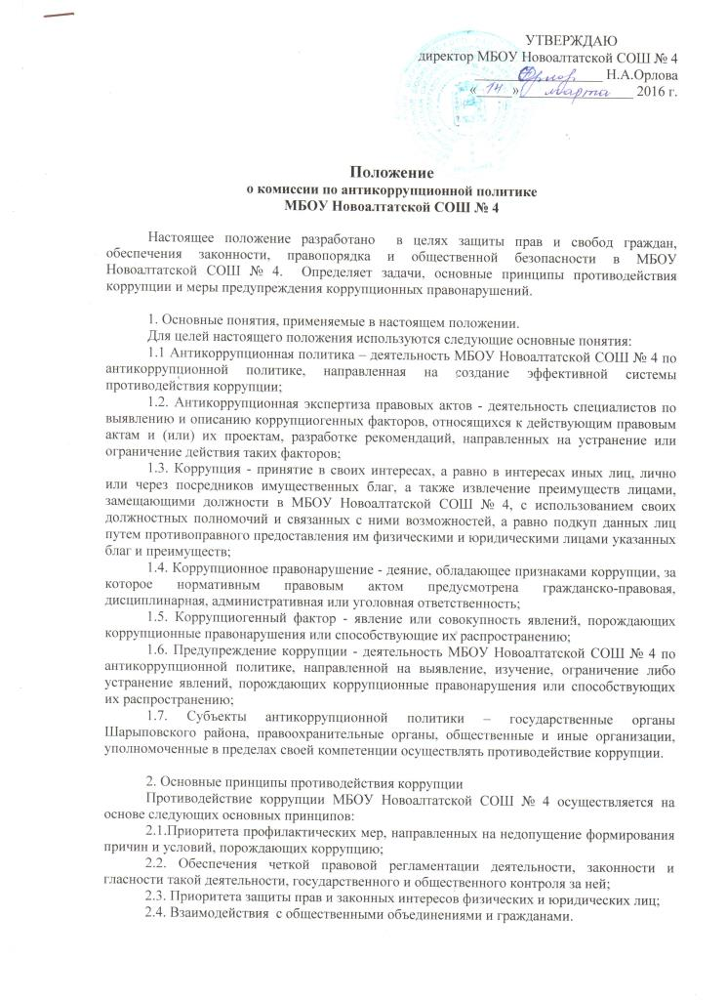 УТВЕРЖДАЮ
директор МБОУ Новоалтатской СОШ № 4
__________________ Н.А.Орлова
« 14 » марта 2016 г.
Положение
о комиссии по антикоррупционной политике
МБОУ Новоалтатской СОШ № 4
Настоящее положение разработано в целях защиты прав и свобод граждан,
обеспечения законности, правопорядка и общественной безопасности в МБОУ
Новоалтатской СОШ № 4. Определяет задачи, основные принципы противодействия
коррупции и меры предупреждения коррупционных правонарушений.
1. Основные понятия, применяемые в настоящем положении.
Для целей настоящего положения используются следующие основные понятия:
1.1 Антикоррупционная политика – деятельность МБОУ Новоалтатской СОШ № 4 по
антикоррупционной политике, направленная на создание эффективной системы
противодействия коррупции;
1.2. Антикоррупционная экспертиза правовых актов - деятельность специалистов по
выявлению и описанию коррупциогенных факторов, относящихся к действующим правовым
актам и (или) их проектам, разработке рекомендаций, направленных на устранение или
ограничение действия таких факторов;
1.3. Коррупция - принятие в своих интересах, а равно в интересах иных лиц, лично
или через посредников имущественных благ, а также извлечение преимуществ лицами,
замещающими должности в МБОУ Новоалтатской СОШ № 4, с использованием своих
должностных полномочий и связанных с ними возможностей, а равно подкуп данных лиц
путем противоправного предоставления им физическими и юридическими лицами указанных
благ и преимуществ;
1.4. Коррупционное правонарушение - деяние, обладающее признаками коррупции, за
которое нормативным правовым актом предусмотрена гражданско-правовая,
дисциплинарная, административная или уголовная ответственность;
1.5. Коррупциогенный фактор - явление или совокупность явлений, порождающих
коррупционные правонарушения или способствующие их распространению;
1.6. Предупреждение коррупции - деятельность МБОУ Новоалтатской СОШ № 4 по
антикоррупционной политике, направленной на выявление, изучение, ограничение либо
устранение явлений, порождающих коррупционные правонарушения или способствующих
их распространению;
1.7. Субъекты антикоррупционной политики – государственные органы
Шарыповского района, правоохранительные органы, общественные и иные организации,
уполномоченные в пределах своей компетенции осуществлять противодействие коррупции.
2. Основные принципы противодействия коррупции
Противодействие коррупции МБОУ Новоалтатской СОШ № 4 осуществляется на
основе следующих основных принципов:
2.1.Приоритета профилактических мер, направленных на недопущение формирования
причин и условий, порождающих коррупцию;
2.2. Обеспечения четкой правовой регламентации деятельности, законности и
гласности такой деятельности, государственного и общественного контроля за ней;
2.3. Приоритета защиты прав и законных интересов физических и юридических лиц;
2.4. Взаимодействия с общественными объединениями и гражданами.